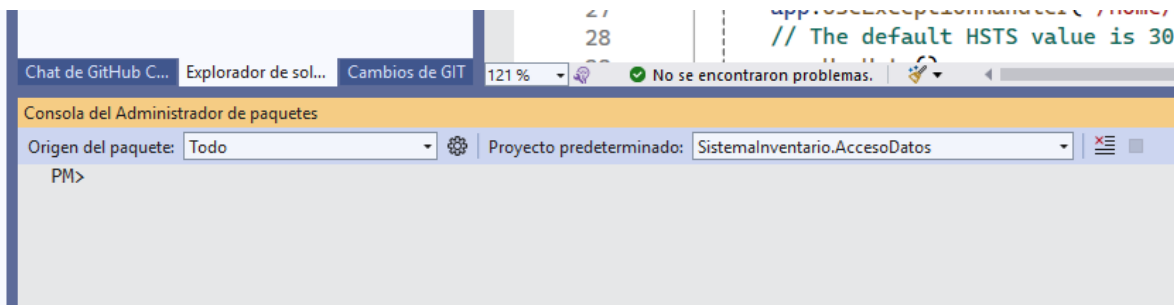 27
28 // The default HSTS value is 30
Chat de GitHub C... Explorador de sol... Cambios de GIT 121 % No se encontraron problemas.
Consola del Administrador de paquetes
Origen del paquete: Todo Proyecto predeterminado: SistemaInventario.AccesoDatos
PM>